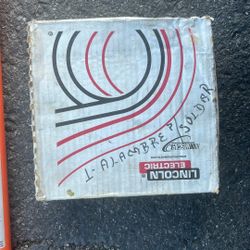 LINCOLN
ELECTRIC
1-ALAMBRE P/
SOLDAR